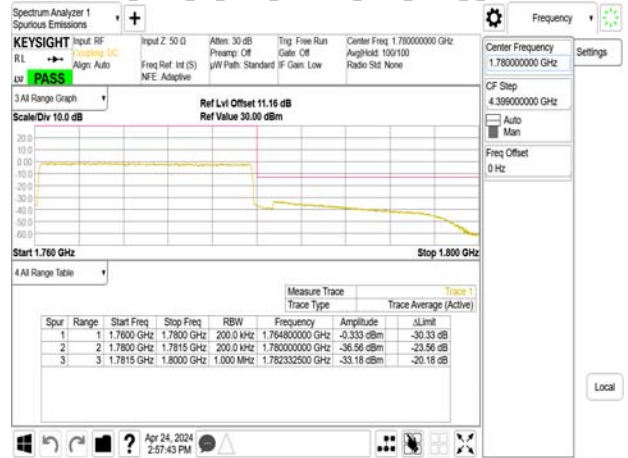 Spectrum Analyzer 1
Spurious Emissions
+
Frequency
KEYSIGHT
Input: RF
Coupling: DC
Align: Auto
Input Z: 50 Ω
Freq Ref: Int (S)
NFE: Adaptive
Atten: 30 dB
Preamp: Off
µW Path: Standard
Trig: Free Run
Gate: Off
IF Gain: Low
Center Freq: 1.780000000 GHz
Avg|Hold: 100/100
Radio Std: None
RL
PASS
Center Frequency
1.780000000 GHz
Settings
CF Step
4.399000000 GHz
Auto
Man
Freq Offset
0 Hz
Local
3 All Range Graph
Scale/Div 10.0 dB
Ref Lvl Offset 11.16 dB
Ref Value 30.00 dBm
20.0
10.0
0.00
-10.0
-20.0
-30.0
-40.0
-50.0
-60.0
Start 1.760 GHz
Stop 1.800 GHz
4 All Range Table
Measure Trace Trace 1
Trace Type Trace Average (Active)
Spur Range Start Freq Stop Freq RBW Frequency Amplitude ΔLimit
1 1 1.7600 GHz 1.7800 GHz 200.0 kHz 1.764800000 GHz -0.333 dBm -30.33 dB
2 2 1.7800 GHz 1.7815 GHz 200.0 kHz 1.780000000 GHz -36.56 dBm -23.56 dB
3 3 1.7815 GHz 1.8000 GHz 1.000 MHz 1.782332500 GHz -33.18 dBm -20.18 dB
?
Apr 24, 2024
2:57:43 PM